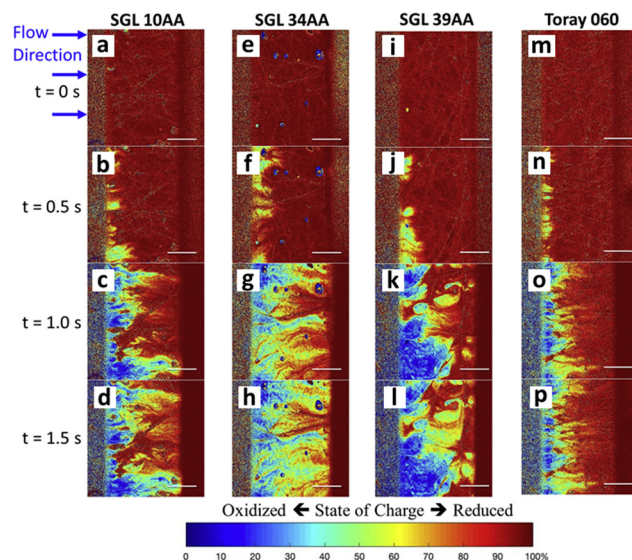 SGL 10AA SGL 34AA SGL 39AA Toray 060
Flow
Direction
a e i m
t = 0 s
b f j n
t = 0.5 s
c g k o
t = 1.0 s
d h l p
t = 1.5 s
Oxidized ← State of Charge → Reduced
0 10 20 30 40 50 60 70 80 90 100%